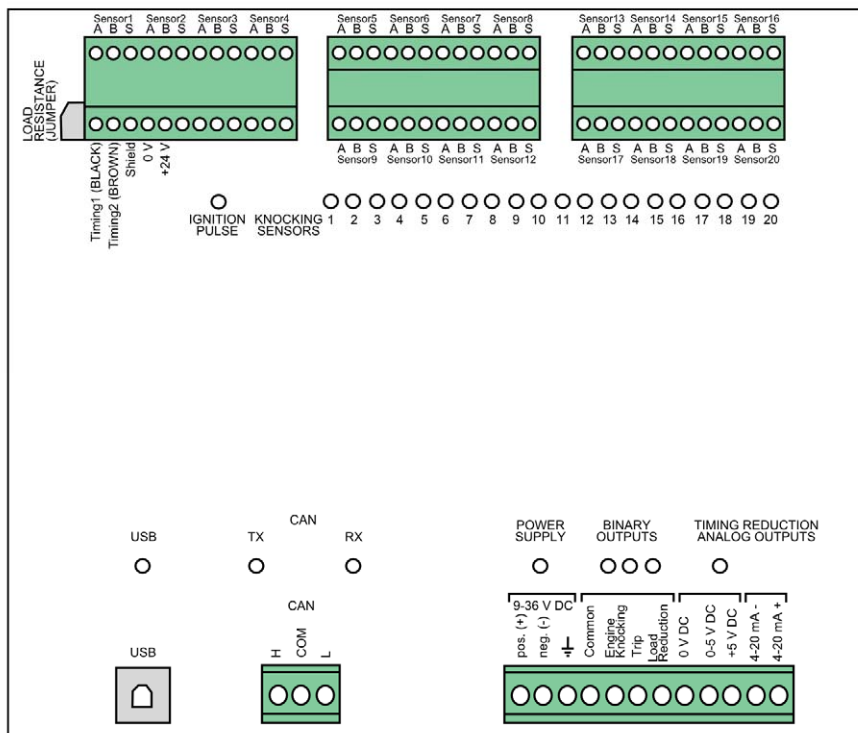 Sensor1 Sensor2 Sensor3 Sensor4
A B S A B S A B S A B S
Sensor5 Sensor6 Sensor7 Sensor8
A B S A B S A B S A B S
Sensor13 Sensor14 Sensor15 Sensor16
A B S A B S A B S A B S
LOAD
RESISTANCE
(JUMPER)
Timing1 (BLACK)
Timing2 (BROWN)
Shield
0 V
+24 V
A B S A B S A B S A B S
Sensor9 Sensor10 Sensor11 Sensor12
A B S A B S A B S A B S
Sensor17 Sensor18 Sensor19 Sensor20
IGNITION
PULSE
KNOCKING
SENSORS
1 2 3 4 5 6 7 8 9 10 11 12 13 14 15 16 17 18 19 20
CAN
USB TX RX
POWER
SUPPLY
BINARY
OUTPUTS
TIMING REDUCTION
ANALOG OUTPUTS
CAN
USB
H
COM
L
9-36 V DC
pos. (+)
neg. (-)
Common
Engine
Knocking
Trip
Load
Reduction
0 V DC
0-5 V DC
+5 V DC
4-20 mA -
4-20 mA +